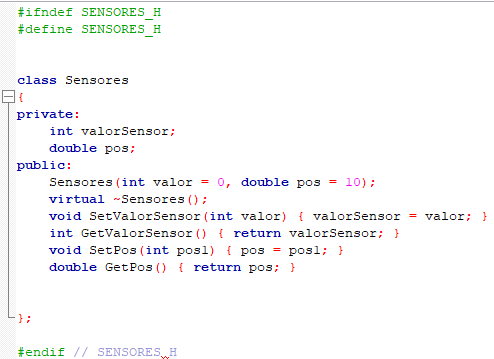 #ifndef SENSORES_H
#define SENSORES_H
class Sensores
{
private:
int valorSensor;
double pos;
public:
Sensores(int valor = 0, double pos = 10);
virtual ~Sensores();
void SetValorSensor(int valor) { valorSensor = valor; }
int GetValorSensor() { return valorSensor; }
void SetPos(int pos1) { pos = pos1; }
double GetPos() { return pos; }
};
#endif // SENSORES_H